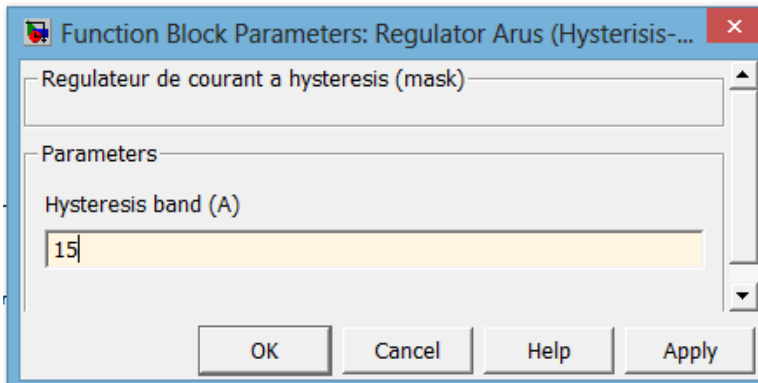 Function Block Parameters: Regulator Arus (Hysterisis-...
Regulateur de courant a hysteresis (mask)
Parameters
Hysteresis band (A)
15
OK Cancel Help Apply